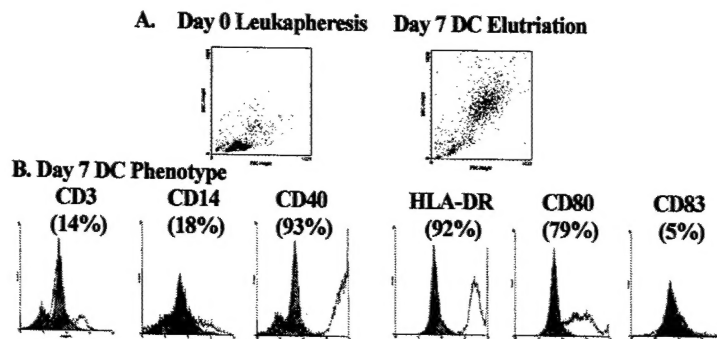 A. Day 0 Leukapheresis Day 7 DC Elutriation
B. Day 7 DC Phenotype
CD3 CD14 CD40 HLA-DR CD80 CD83
(14%) (18%) (93%) (92%) (79%) (5%)